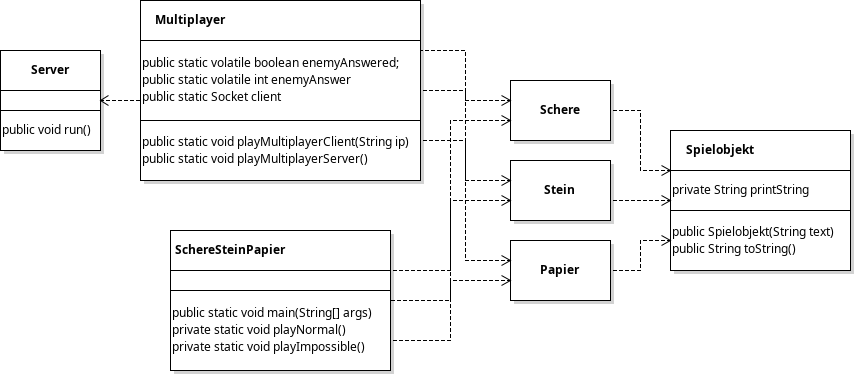 Multiplayer
public static volatile boolean enemyAnswered;
public static volatile int enemyAnswer
public static Socket client
public static void playMultiplayerClient(String ip)
public static void playMultiplayerServer()
Server
public void run()
Schere
Stein
Papier
Spielobjekt
private String printString
public Spielobjekt(String text)
public String toString()
SchereSteinPapier
public static void main(String[] args)
private static void playNormal()
private static void playImpossible()